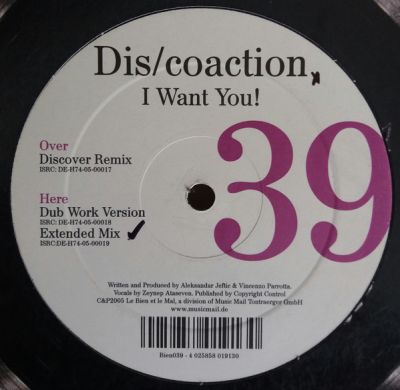 Dis/coaction
I Want You!
39
Over
Discover Remix
ISRC: DE-H74-05-00017
Here
Dub Work Version
ISRC: DE-H74-05-00018
Extended Mix
ISRC:DE-H74-05-00019
Written and Produced by Aleksandar Jeftic & Vincenzo Parrotta.
Vocals by Zeynep Ataseven. Published by Copyright Control
C&P2005 Le Bien et le Mal, a division of Music Mail Tontraeger GmbH
www.musicmail.de
Bien039 - 4 025858 019130